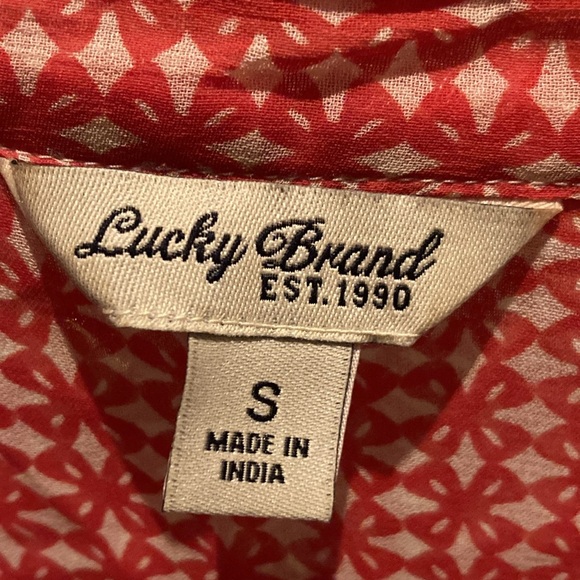 Lucky Brand
EST. 1990
S
MADE IN
INDIA